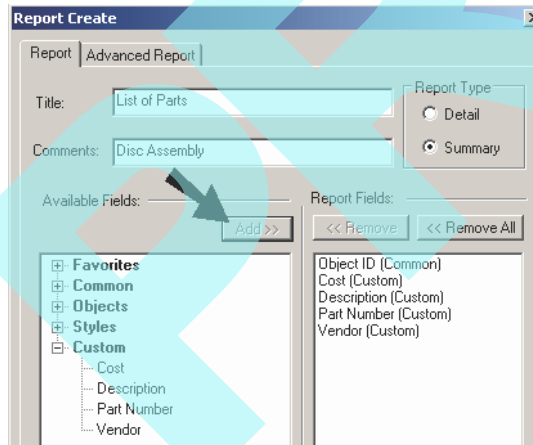 Report Create
Report
Advanced Report
Title:
List of Parts
Report Type
Detail
Summary
Comments:
Disc Assembly
Available Fields:
Add >>
Report Fields:
<< Remove
<< Remove All
Favorites
Common
Objects
Styles
Custom
Cost
Description
Part Number
Vendor
Object ID (Common)
Cost (Custom)
Description (Custom)
Part Number (Custom)
Vendor (Custom)